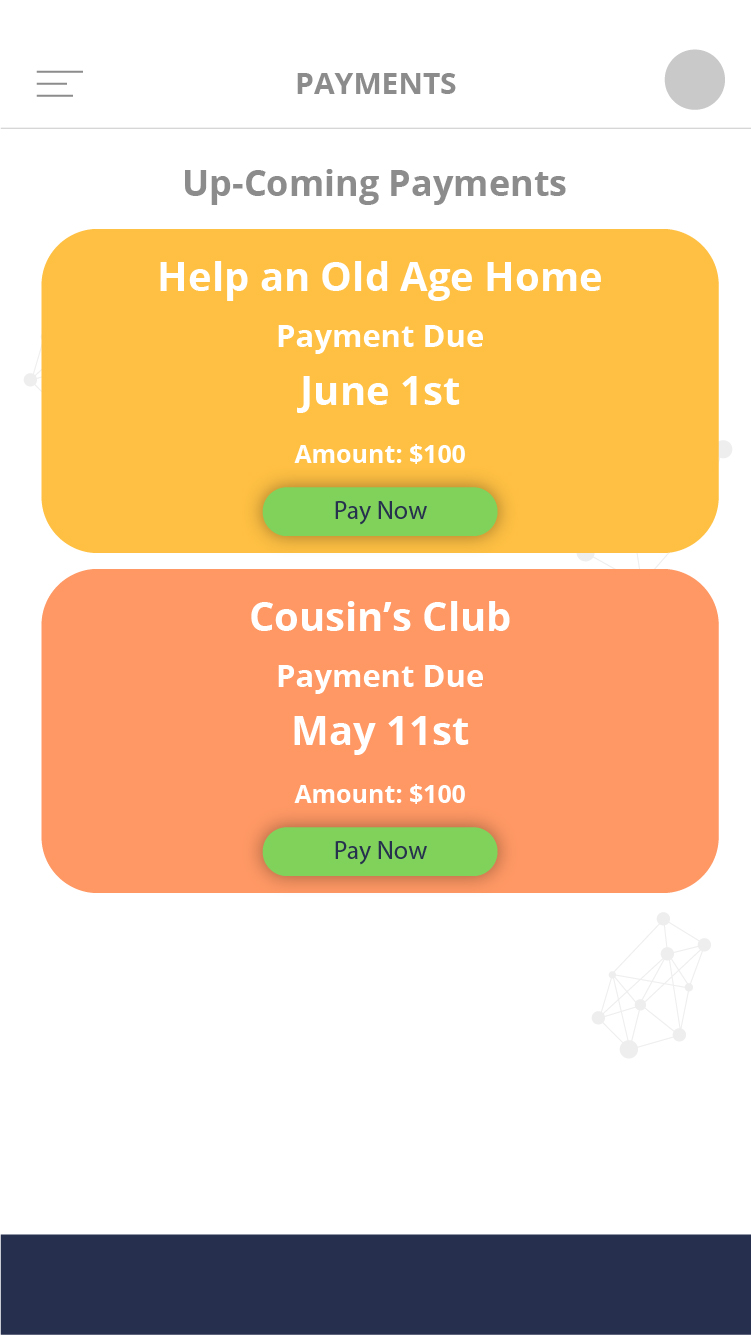 PAYMENTS
Up-Coming Payments
Help an Old Age Home
Payment Due
June 1st
Amount: $100
Pay Now
Cousin’s Club
Payment Due
May 11st
Amount: $100
Pay Now